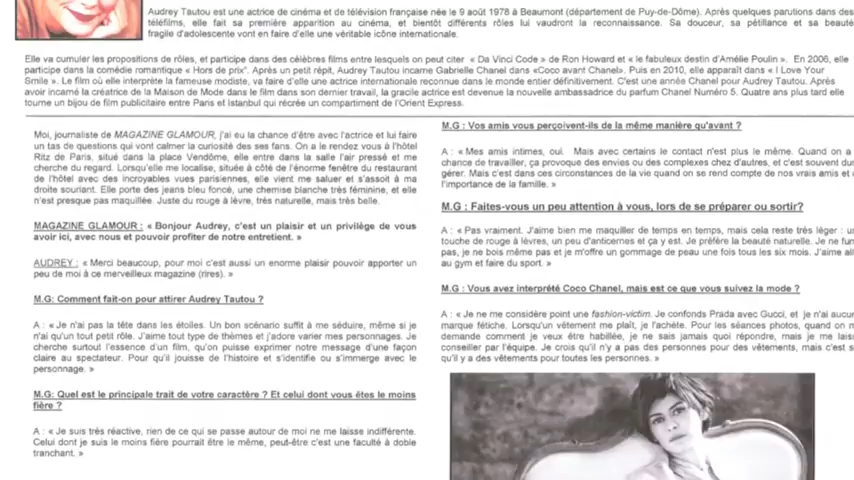 Audrey Tautou est une actrice de cinéma et de télévision française née le 9 août 1978 à Beaumont (département de Puy-de-Dôme). Après quelques parutions dans des
téléfilms, elle fait sa première apparition au cinéma, et bientôt différents rôles lui vaudront la reconnaissance. Sa douceur, sa pétillance et sa beauté
fragile d'adolescente vont en faire d'elle une véritable icône internationale.
Elle va cumuler les propositions de rôles, et participe dans des célèbres films entre lesquels on peut citer « Da Vinci Code » de Ron Howard et « le fabuleux destin d'Amélie Poulin ». En 2006, elle
participe dans la comédie romantique « Hors de prix". Après un petit répit, Audrey Tautou incarne Gabrielle Chanel dans «Coco avant Chanel». Puis en 2010, elle apparaît dans « I Love Your
Smile ». Le film où elle interprète la fameuse modiste, va faire d'elle une actrice internationale reconnue dans le monde entier définitivement. C'est une année Chanel pour Audrey Tautou. Après
avoir incarné la créatrice de la Maison de Mode dans le film dans son dernier travail, la gracile actrice est devenue la nouvelle ambassadrice du parfum Chanel Numéro 5. Quatre ans plus tard elle
tourne un bijou de film publicitaire entre Paris et Istanbul qui récrée un compartiment de l'Orient Express.
Moi, journaliste de MAGAZINE GLAMOUR, j'ai eu la chance d'être avec l'actrice et lui faire
un tas de questions qui vont calmer la curiosité des ses fans. On a le rendez vous à l'hôtel
Ritz de Paris, situé dans la place Vendôme, elle entre dans la salle l'air pressé et me
cherche du regard. Lorsqu'elle me localise, située à côté de l'énorme fenêtre du restaurant
de l'hôtel avec des incroyables vues parisiennes, elle vient me saluer et s'assoit à ma
droite souriant. Elle porte des jeans bleu foncé, une chemise blanche très féminine, et elle
n'est presque pas maquillée. Juste du rouge à lèvre, très naturelle, mais très belle.
MAGAZINE GLAMOUR : « Bonjour Audrey, c'est un plaisir et un privilège de vous
avoir ici, avec nous et pouvoir profiter de notre entretient. »
AUDREY : « Merci beaucoup, pour moi c'est aussi un enorme plaisir pouvoir apporter un
peu de moi à ce merveilleux magazine (rires). »
M.G: Comment fait-on pour attirer Audrey Tautou ?
A : « Je n'ai pas la tête dans les étoiles. Un bon scénario suffit à me séduire, même si je
n'ai qu'un tout petit rôle. J'aime tout type de thèmes et j'adore varier mes personages. Je
cherche surtout l'essence d'un film, qu'on puisse exprimer notre message d'une façon
claire au spectateur. Pour qu'il jouisse de l'histoire et s'identifie ou s'immerge avec le
personnage. »
M.G: Quel est le principale trait de votre caractère ? Et celui dont vous êtes le moins
fière ?
A : « Je suis très réactive, rien de ce qui se passe autour de moi ne me laisse indifférente.
Celui dont je suis le moins fière pourrait être le même, peut-être c'est une faculté à doble
tranchant. »
M.G : Vos amis vous perçoivent-ils de la même manière qu'avant ?
A : « Mes amis intimes, oui. Mais avec certains le contact n'est plus le même. Quand on a
chance de travailler, ça provoque des envies ou des complexes chez d'autres, et c'est souvent dur
gérer. Mais c'est dans ces circonstances de la vie quand on se rend compte de nos vrais amis et
l'importance de la famille. »
M.G : Faites-vous un peu attention à vous, lors de se préparer ou sortir?
A : « Pas vraiment. J'aime bien me maquiller de temps en temps, mais cela reste très léger : u
touche de rouge à lèvres, un peu d'anticernes et ça y est. Je préfère la beauté naturelle. Je ne fum
pas, je ne bois même pas et je m'offre un gommage de peau une fois tous les six mois. J'aime all
au gym et faire du sport. »
M.G : Vous avez interprété Coco Chanel, mais est ce que vous suivez la mode ?
A : « Je ne me considère point une fashion-victim. Je confonds Prada avec Gucci, et je n'ai aucun
marque fétiche. Lorsqu'un vêtement me plaît, je l'achète. Pour les séances photos, quand on m
demande comment je veux être habillée, je ne sais jamais quoi répondre, mais je me laiss
conseiller par l'équipe. Je crois qu'il n'y a pas des personnes pour des vêtements, mais c'est s
qu'il y a des vêtements pour toutes les personnes. »